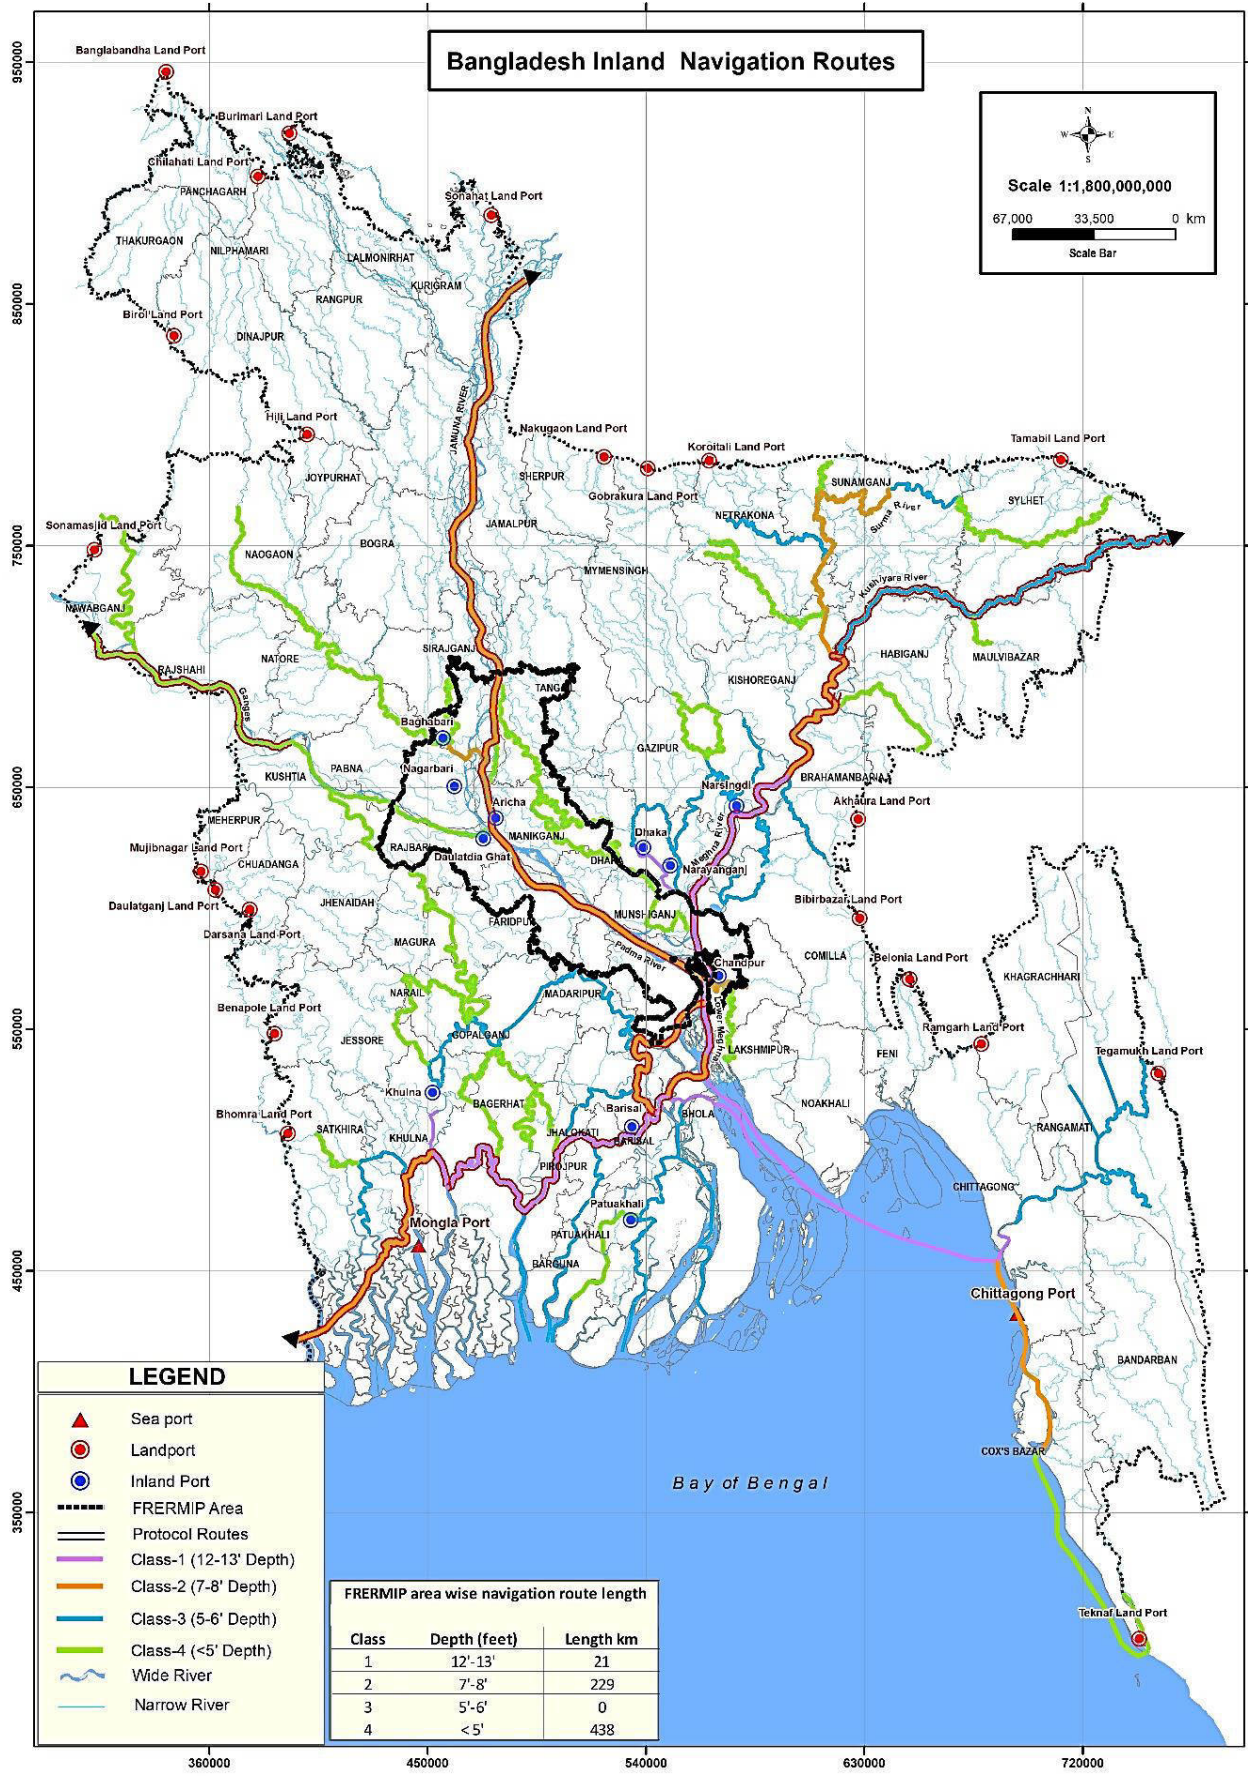 Bangladesh Inland Navigation Routes
N
W E
S
Scale 1:1,800,000,000
67,000 33,500 0 km
Scale Bar
950000
850000
750000
650000
550000
450000
350000
Banglabandha Land Port
Burimari Land Port
Chilahati Land Port
PANCHAGARH
Sonahat Land Port
THAKURGAON
NILPHAMARI
LALMONIRHAT
KURIGRAM
RANGPUR
Birol Land Port
DINAJPUR
JAMUNA RIVER
Hili Land Port
Nakugaon Land Port
Koroitali Land Port
Tamabil Land Port
JOYPURHAT
SHERPUR
Gobrakura Land Port
SUNAMGANJ
SYLHET
Sonamasjid Land Port
JAMALPUR
NETRAKONA
Surma River
BOGRA
NAOGAON
MYMENSINGH
Kushiyara River
NAWABGANJ
SIRAJGANJ
HABIGANJ
MAULVIBAZAR
NATORE
RAJSHAHI
KISHOREGANJ
Ganges
Baghabari
GAZIPUR
PABNA
KUSHTIA
Nagarbari
Narsingdi
BRAHAMANBARIA
Aricha
Akhaura Land Port
MEHERPUR
MANIKGANJ
Dhaka
Meghna River
Mujibnagar Land Port
RAJBARI
Daulatdia Ghat
DHAKA
CHUADANGA
Narayanganj
Daulatganj Land Port
JHENAIDAH
Bibirbazar Land Port
MUNSHIGANJ
FARIDPUR
Darsana Land Port
MAGURA
Padma River
COMILLA
Belonia Land Port
Chandpur
KHAGRACHHARI
NARAIL
MADARIPUR
Benapole Land Port
Lower Meghna
Ramgarh Land Port
JESSORE
GOPALGANJ
LAKSHMIPUR
FENI
Tegamukh Land Port
Khulna
BAGERHAT
Barisal
NOAKHALI
Bhomra Land Port
BHOLA
SATKHIRA
RANGAMATI
KHULNA
JHALOKATI
BARISAL
PIROJPUR
CHITTAGONG
Patuakhali
Mongla Port
PATUAKHALI
BARGUNA
Chittagong Port
BANDARBAN
COX'S BAZAR
Bay of Bengal
Teknaf Land Port
LEGEND
Sea port
Landport
Inland Port
FRERMIP Area
Protocol Routes
Class-1 (12-13' Depth)
Class-2 (7-8' Depth)
Class-3 (5-6' Depth)
Class-4 (<5' Depth)
Wide River
Narrow River
FRERMIP area wise navigation route length
Class Depth (feet) Length km
1 12'-13' 21
2 7'-8' 229
3 5'-6' 0
4 <5' 438
360000 450000 540000 630000 720000